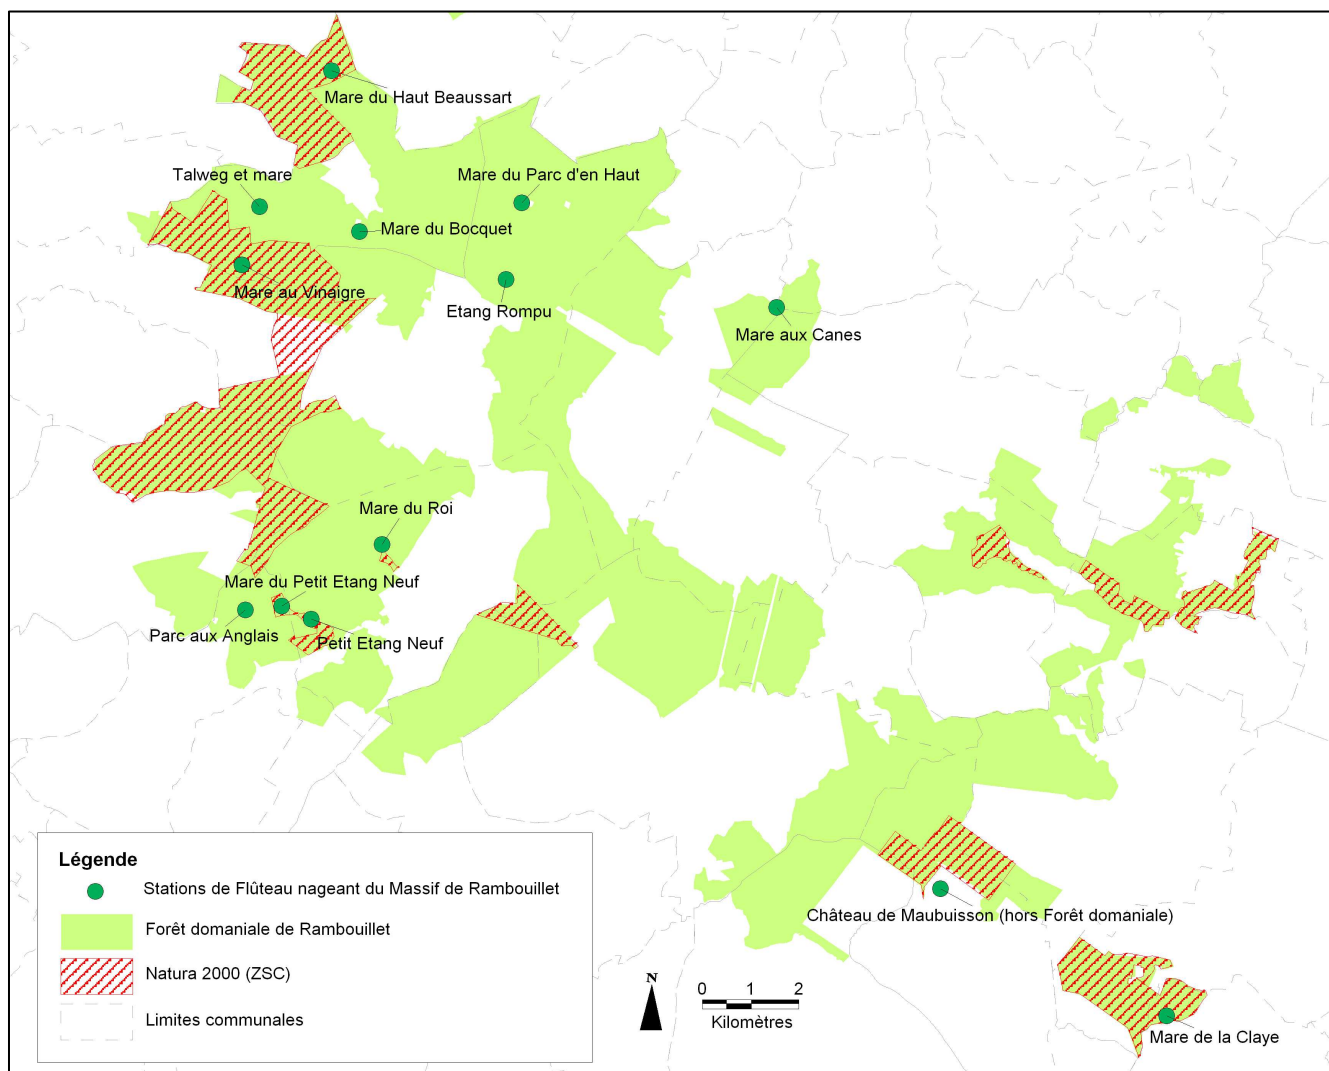 Mare du Haut Beaussart
Talweg et mare
Mare du Parc d'en Haut
Mare du Bocquet
Mare au Vinaigre
Etang Rompu
Mare aux Canes
Mare du Roi
Mare du Petit Etang Neuf
Parc aux Anglais
Petit Etang Neuf
Légende
Stations de Flûteau nageant du Massif de Rambouillet
Forêt domaniale de Rambouillet
Natura 2000 (ZSC)
Limites communales
Château de Maubuisson (hors Forêt domaniale)
N
0 1 2
Kilomètres
Mare de la Claye